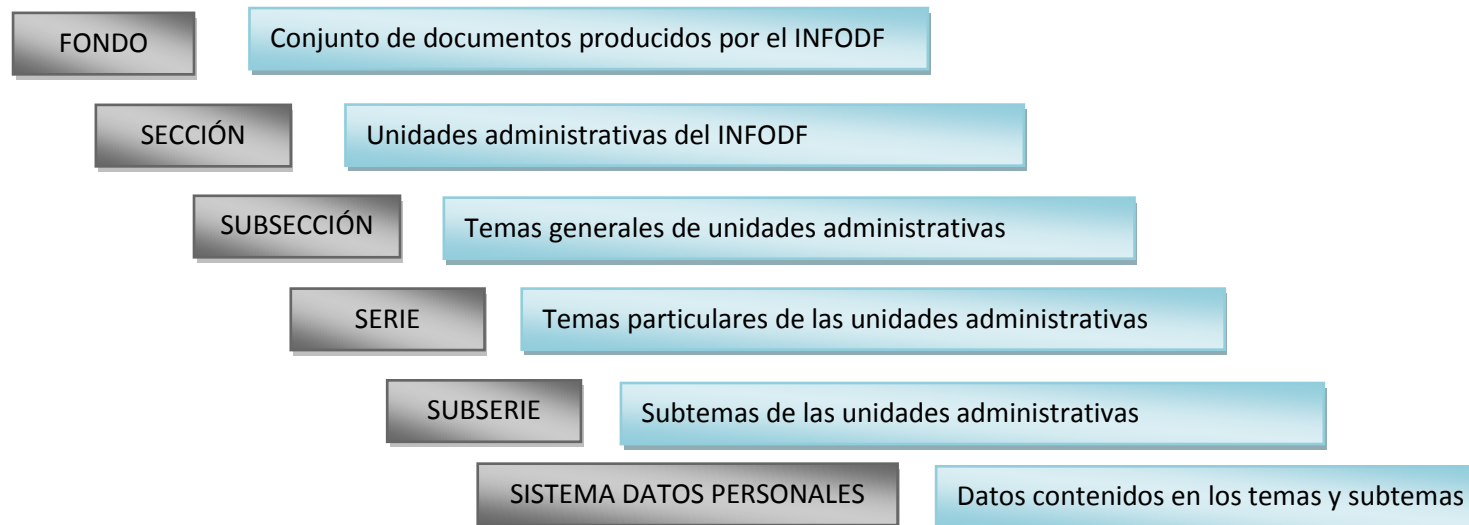 FONDO
Conjunto de documentos producidos por el INFODF
SECCIÓN
Unidades administrativas del INFODF
SUBSECCIÓN
Temas generales de unidades administrativas
SERIE
Temas particulares de las unidades administrativas
SUBSERIE
Subtemas de las unidades administrativas
SISTEMA DATOS PERSONALES
Datos contenidos en los temas y subtemas